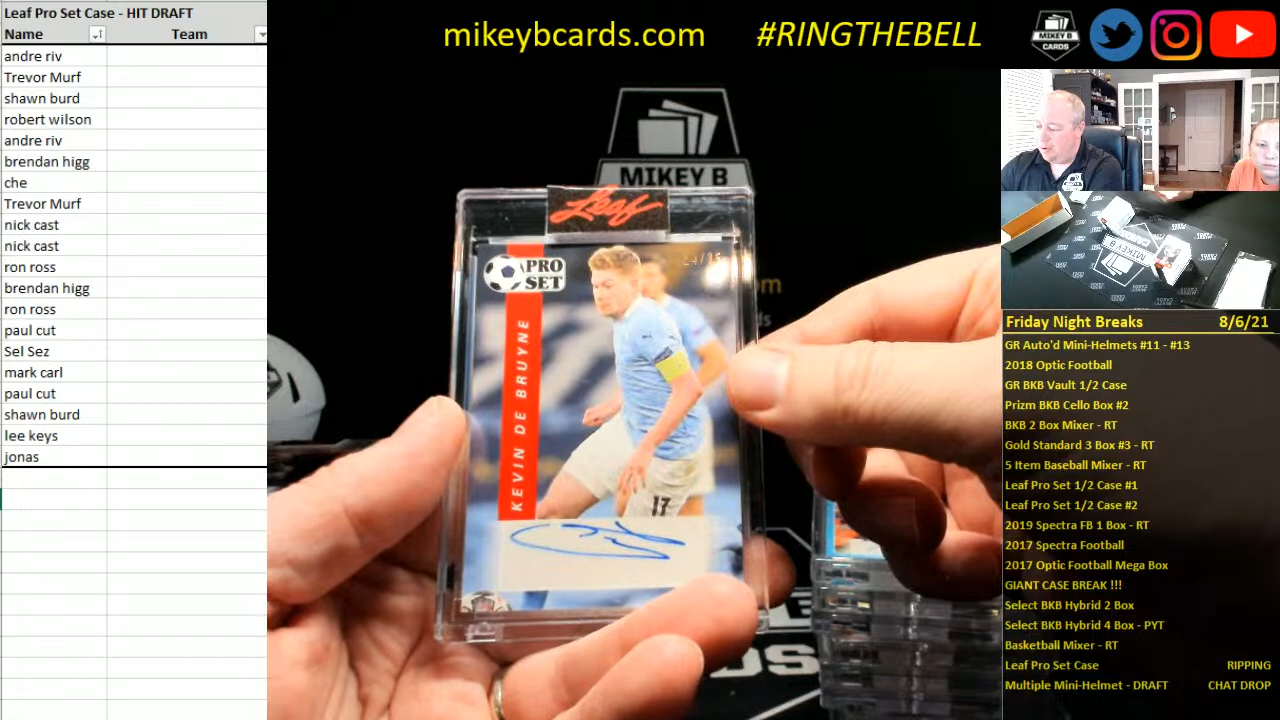 Leaf Pro Set Case - HIT DRAFT
Name Team
andre riv
Trevor Murf
shawn burd
robert wilson
andre riv
brendan higg
che
Trevor Murf
nick cast
nick cast
ron ross
brendan higg
ron ross
paul cut
Sel Sez
mark carl
paul cut
shawn burd
lee keys
jonas
mikeybcards.com #RINGTHEBELL
MIKEY B
CARDS
MIKEY B
Leaf
PRO
SET
KEVIN DE BRUYNE
17
Friday Night Breaks 8/6/21
GR Auto'd Mini-Helmets #11 - #13
2018 Optic Football
GR BKB Vault 1/2 Case
Prizm BKB Cello Box #2
BKB 2 Box Mixer - RT
Gold Standard 3 Box #3 - RT
5 Item Baseball Mixer - RT
Leaf Pro Set 1/2 Case #1
Leaf Pro Set 1/2 Case #2
2019 Spectra FB 1 Box - RT
2017 Spectra Football
2017 Optic Football Mega Box
GIANT CASE BREAK !!!
Select BKB Hybrid 2 Box
Select BKB Hybrid 4 Box - PYT
Basketball Mixer - RT
Leaf Pro Set Case RIPPING
Multiple Mini-Helmet - DRAFT CHAT DROP